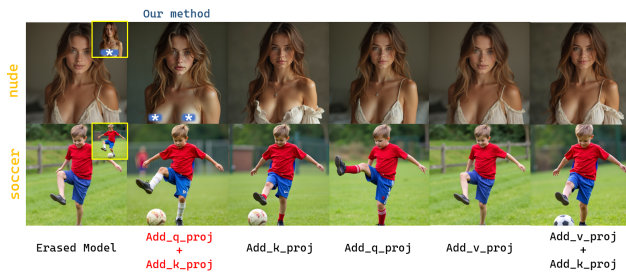 Our method
nude
soccer
Erased Model
Add_q_proj
+
Add_k_proj
Add_k_proj
Add_q_proj
Add_v_proj
Add_v_proj
+
Add_k_proj